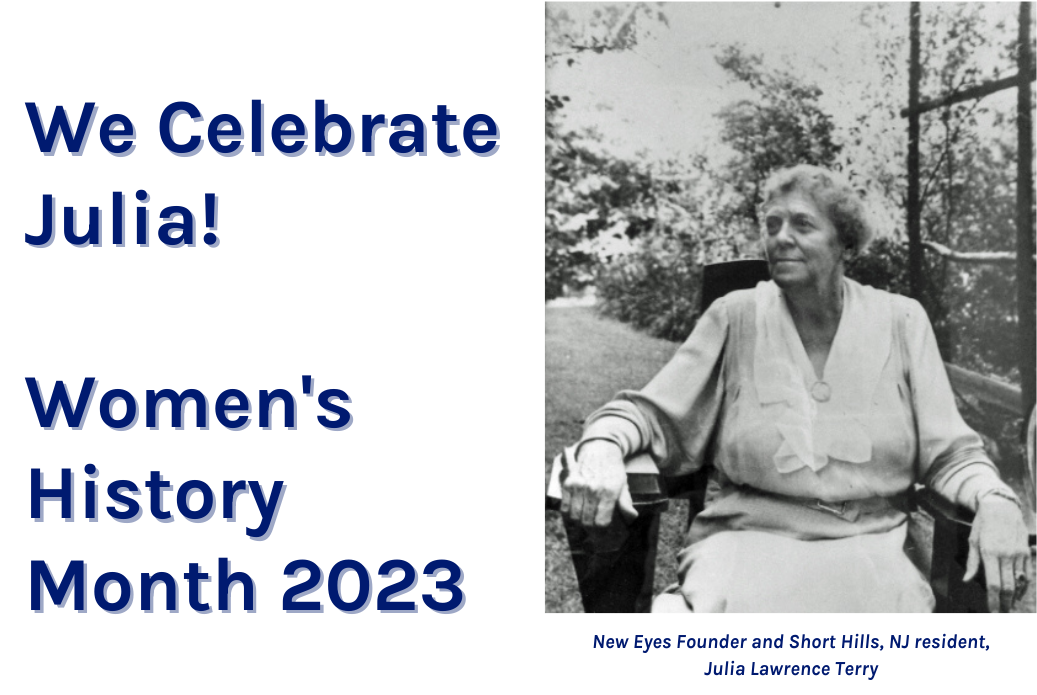 We Celebrate
Julia!
Women's
History
Month 2023
New Eyes Founder and Short Hills, NJ resident,
Julia Lawrence Terry